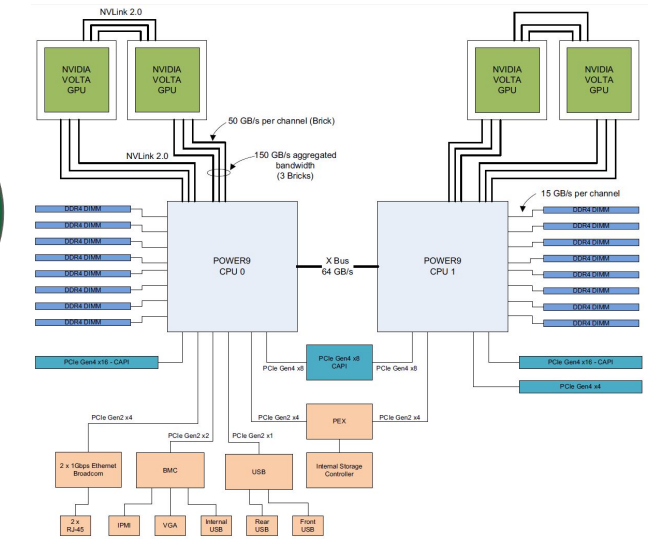 NVLink 2.0
NVIDIA
VOLTA
GPU
NVIDIA
VOLTA
GPU
NVIDIA
VOLTA
GPU
NVIDIA
VOLTA
GPU
50 GB/s per channel (Brick)
NVLink 2.0
150 GB/s aggregated
bandwidth
(3 Bricks)
15 GB/s per channel
DDR4 DIMM
DDR4 DIMM
DDR4 DIMM
DDR4 DIMM
DDR4 DIMM
DDR4 DIMM
DDR4 DIMM
DDR4 DIMM
POWER9
CPU 0
X Bus
64 GB/s
POWER9
CPU 1
DDR4 DIMM
DDR4 DIMM
DDR4 DIMM
DDR4 DIMM
DDR4 DIMM
DDR4 DIMM
DDR4 DIMM
DDR4 DIMM
PCIe Gen4 x16 - CAPI
PCIe Gen4 x8
PCIe Gen4 x8
CAPI
PCIe Gen4 x8
PCIe Gen4 x16 - CAPI
PCIe Gen4 x4
PCIe Gen2 x4
PCIe Gen2 x2
PCIe Gen2 x1
PCIe Gen2 x4
PEX
PCIe Gen2 x4
2 x 1Gbps Ethernet
Broadcom
BMC
USB
Internal Storage
Controller
2 x
RJ-45
IPMI
VGA
Internal
USB
Rear
USB
Front
USB